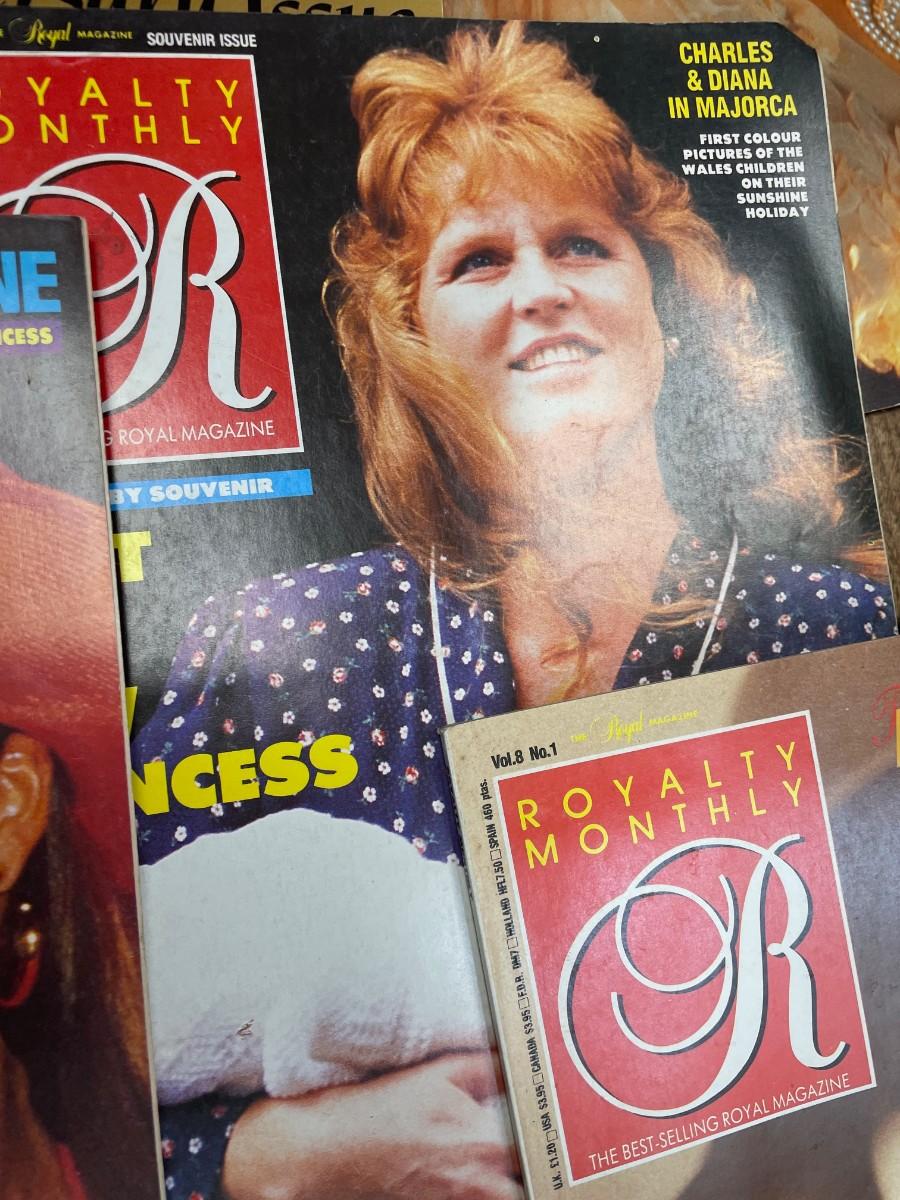 Royal MAGAZINE SOUVENIR ISSUE
OYALTY
ONTHLY
R
G ROYAL MAGAZINE
CHARLES
& DIANA
IN MAJORCA
FIRST COLOUR
PICTURES OF THE
WALES CHILDREN
ON THEIR
SUNSHINE
HOLIDAY
NE
NCESS
BY SOUVENIR
T
NCESS
THE Royal MAGAZINE
Vol.8 No.1
ROYALTY
MONTHLY
R
THE BEST-SELLING ROYAL MAGAZINE
U.K. £1.20 □ USA $3.95 □ CANADA $3.95 □ F.D.R. DM7 □ HOLLAND HFL7.50 □ SPAIN 460 ptas.